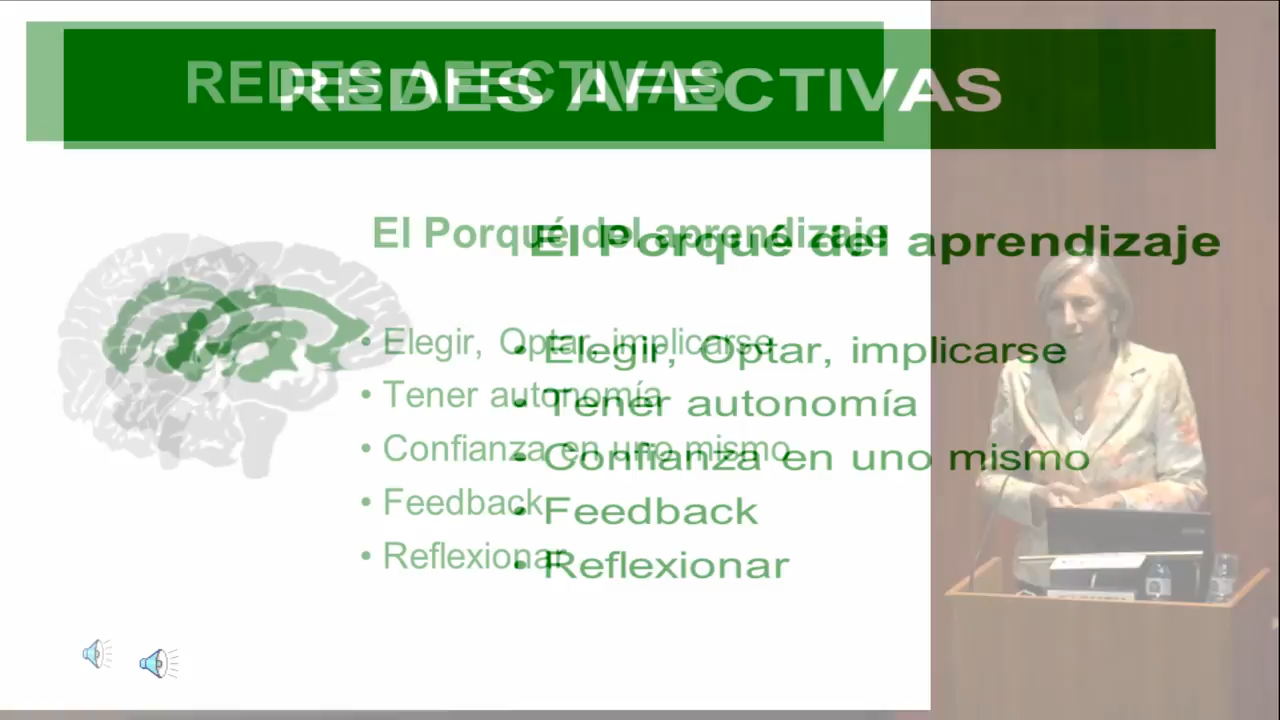 REDES AFECTIVAS
El Porqué del aprendizaje
• Elegir, Optar, implicarse
• Tener autonomía
• Confianza en uno mismo
• Feedback
• Reflexionar